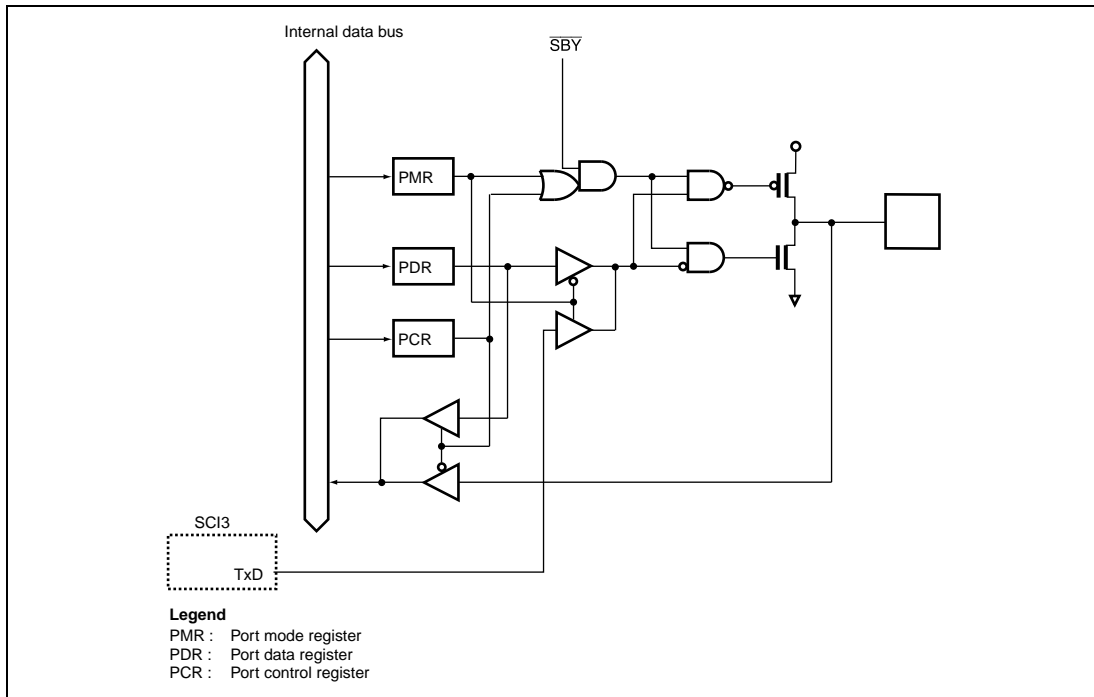 Internal data bus
SBY
PMR
PDR
PCR
SCI3
TxD
Legend
PMR : Port mode register
PDR : Port data register
PCR : Port control register